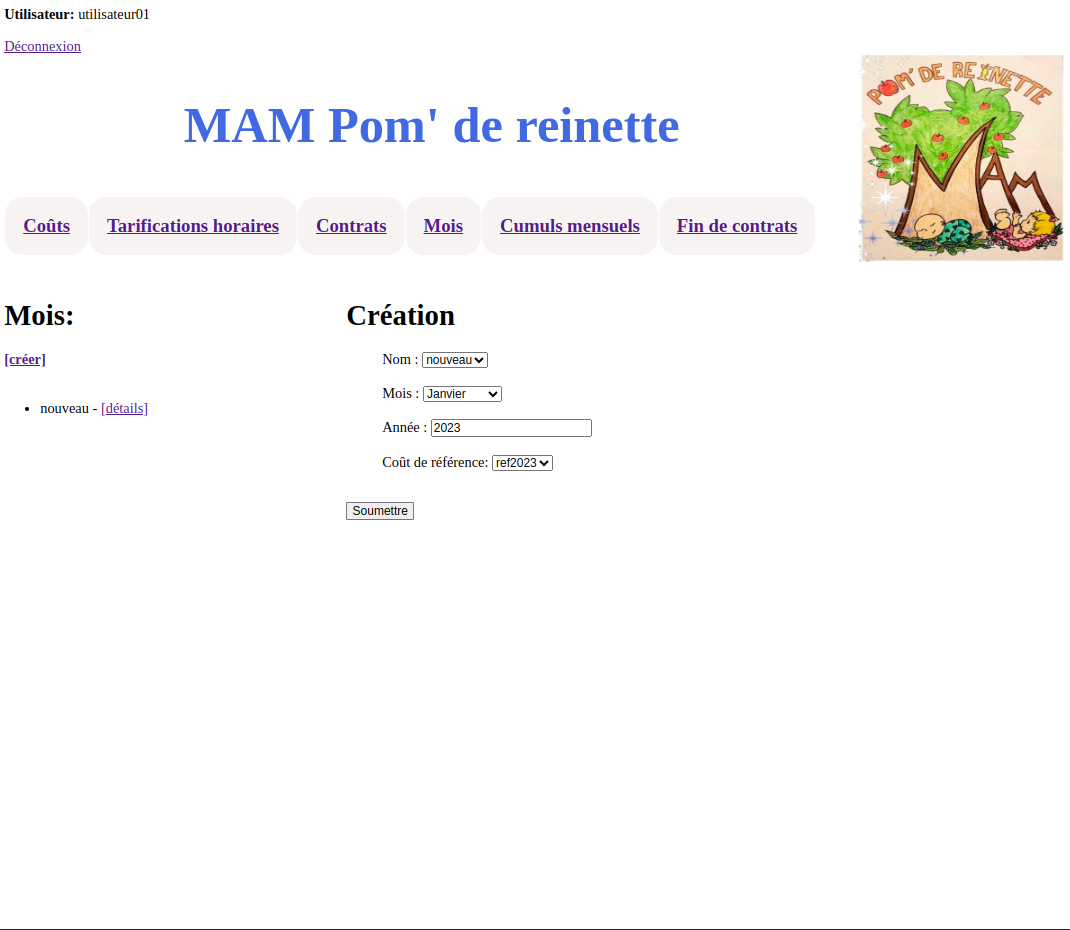 Utilisateur: utilisateur01
Déconnexion
POM' DE REINETTE
MAM
MAM Pom' de reinette
Coûts Tarifications horaires Contrats Mois Cumuls mensuels Fin de contrats
Mois:
[créer]
nouveau - [détails]
Création
Nom : nouveau
Mois : Janvier
Année : 2023
Coût de référence: ref2023
Soumettre